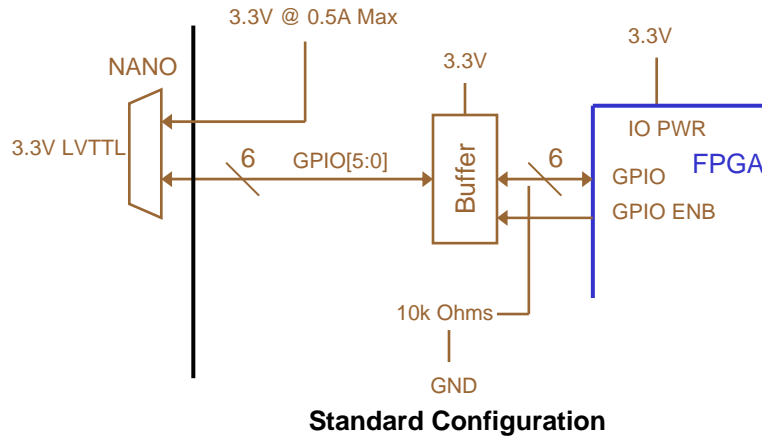 3.3V @ 0.5A Max
3.3V
NANO
3.3V
IO PWR
3.3V LVTTL
6
GPIO[5:0]
Buffer
6
GPIO
FPGA
GPIO ENB
10k Ohms
GND
Standard Configuration